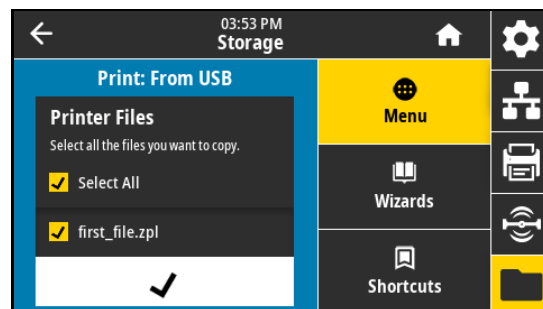 03:53 PM
Storage
Print: From USB
Printer Files
Select all the files you want to copy.
Select All
first_file.zpl
Menu
Wizards
Shortcuts